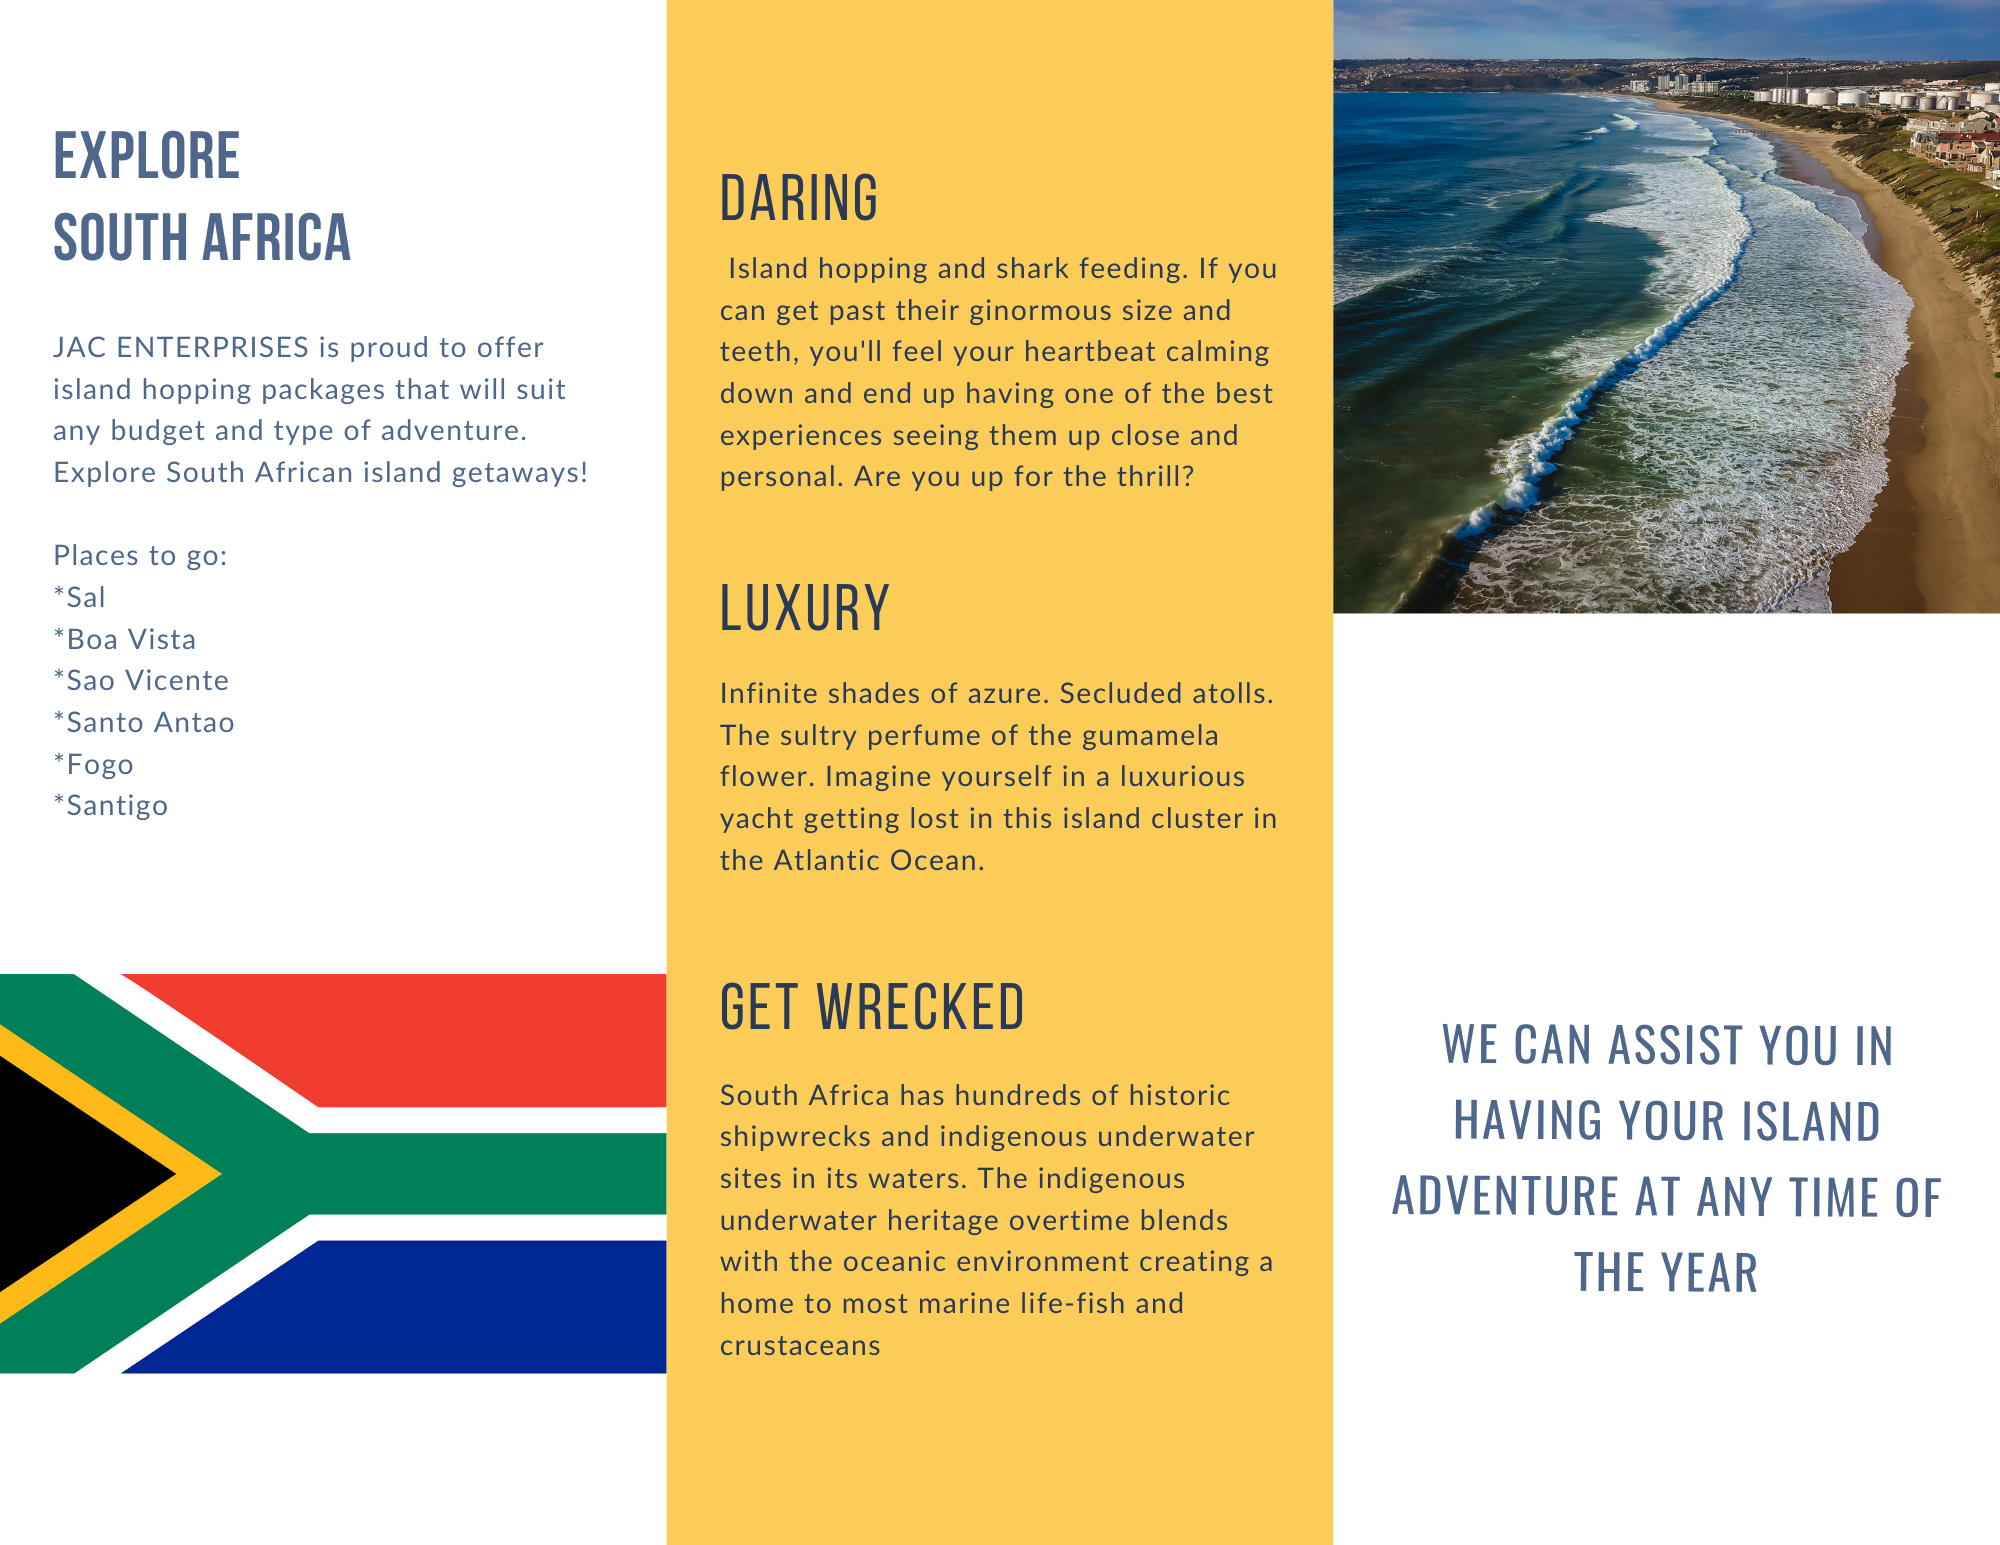 EXPLORE
SOUTH AFRICA
JAC ENTERPRISES is proud to offer
island hopping packages that will suit
any budget and type of adventure.
Explore South African island getaways!
Places to go:
*Sal
*Boa Vista
*Sao Vicente
*Santo Antao
*Fogo
*Santigo
DARING
Island hopping and shark feeding. If you
can get past their ginormous size and
teeth, you'll feel your heartbeat calming
down and end up having one of the best
experiences seeing them up close and
personal. Are you up for the thrill?
LUXURY
Infinite shades of azure. Secluded atolls.
The sultry perfume of the gumamela
flower. Imagine yourself in a luxurious
yacht getting lost in this island cluster in
the Atlantic Ocean.
GET WRECKED
South Africa has hundreds of historic
shipwrecks and indigenous underwater
sites in its waters. The indigenous
underwater heritage overtime blends
with the oceanic environment creating a
home to most marine life-fish and
crustaceans
WE CAN ASSIST YOU IN
HAVING YOUR ISLAND
ADVENTURE AT ANY TIME OF
THE YEAR